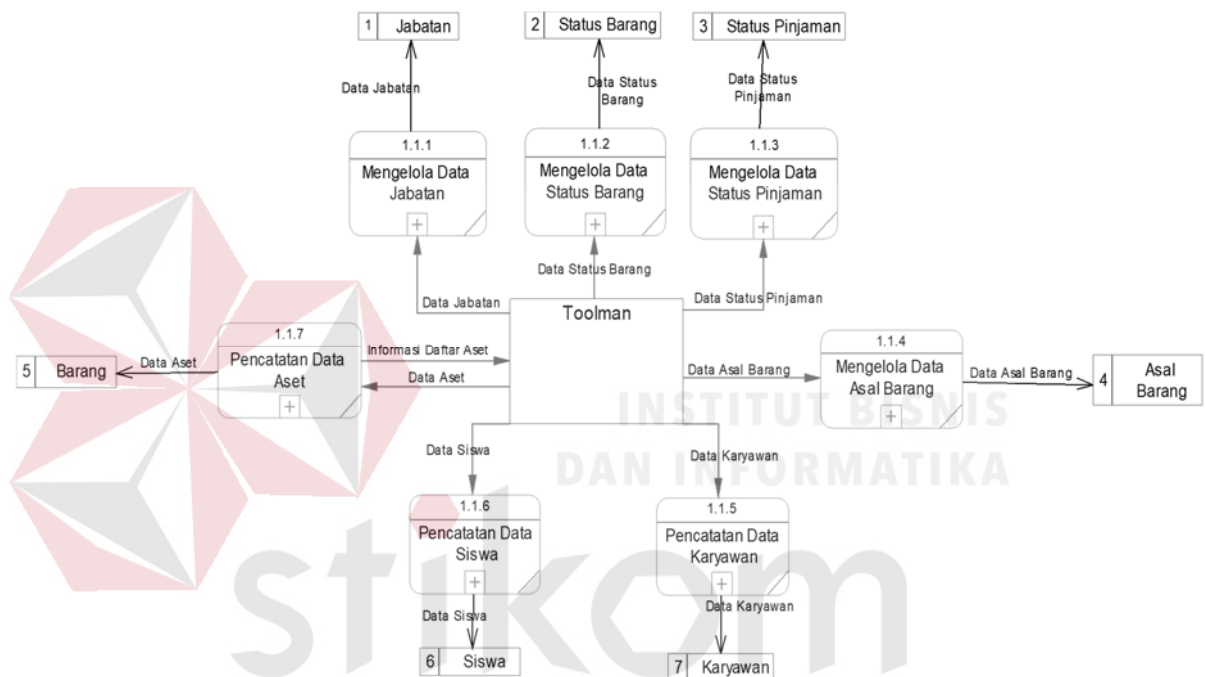 1 Jabatan
2 Status Barang
3 Status Pinjaman
Data Jabatan
Data Status
Barang
Data Status
Pinjaman
1.1.1
Mengelola Data
Jabatan
+
1.1.2
Mengelola Data
Status Barang
+
1.1.3
Mengelola Data
Status Pinjaman
+
Data Status Barang
Data Jabatan
Data Status Pinjaman
Toolman
1.1.7
Pencatatan Data
Aset
+
Informasi Daftar Aset
Data Aset
Data Aset
5 Barang
Data Asal Barang
1.1.4
Mengelola Data
Asal Barang
+
Data Asal Barang
4 Asal
Barang
INSTITUT BISNIS
DAN INFORMATIKA
Data Siswa
Data Karyawan
1.1.6
Pencatatan Data
Siswa
+
1.1.5
Pencatatan Data
Karyawan
+
Data Siswa
Data Karyawan
6 Siswa
7 Karyawan
stikom